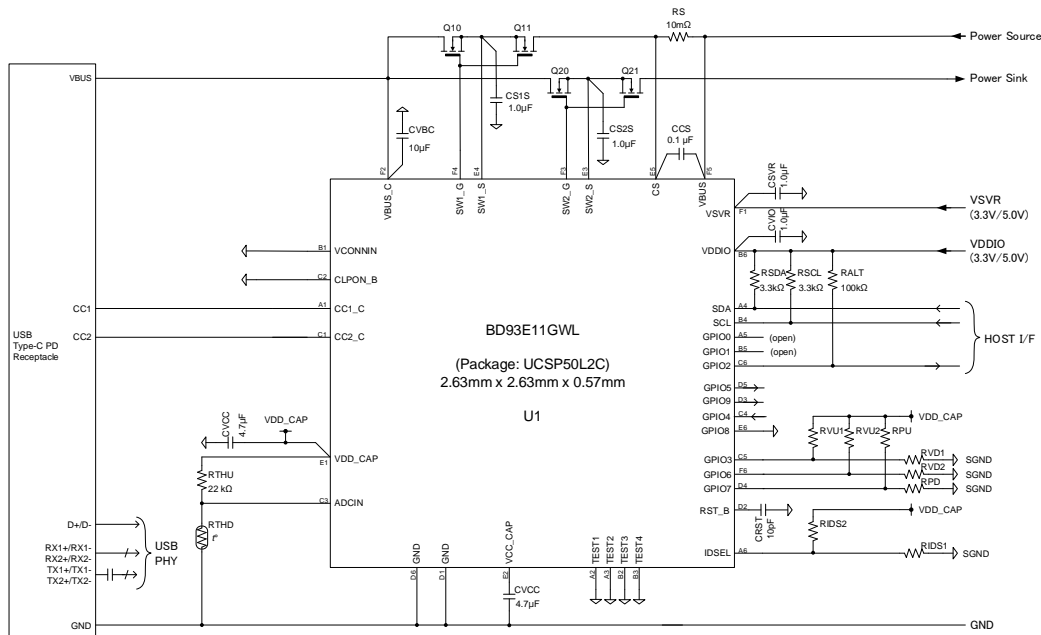 RS
10mΩ
Q10
Q11
Power Source
VBUS
Q20
Q21
Power Sink
CS1S
1.0µF
CVBC
10µF
CS2S
1.0µF
CCS
0.1 µF
F2
F4
E4
F3
E3
E5
F5
VBUS_C
SW1_G
SW1_S
SW2_G
SW2_S
CS
VBUS
CSVR
1.0µF
VSVR
F1
VSVR
(3.3V/5.0V)
CVIO
1.0µF
VDDIO
B6
VDDIO
(3.3V/5.0V)
B1
VCONNIN
C2
CLPON_B
RSDA
3.3kΩ
RSCL
3.3kΩ
RALT
100kΩ
CC1
A1
CC1_C
CC2
C1
CC2_C
USB
Type-C PD
Receptacle
BD93E11GWL
(Package: UCSP50L2C)
2.63mm x 2.63mm x 0.57mm
U1
SDA
A4
SCL
B4
GPIO0
A5
(open)
GPIO1
B5
(open)
GPIO2
C6
HOST I/F
GPIO5
D5
GPIO9
D3
GPIO4
C4
GPIO8
E6
VDD_CAP
RVU1
RVU2
RPU
GPIO3
C5
RVD1
SGND
GPIO6
F6
RVD2
SGND
GPIO7
D4
RPD
SGND
CVCC
4.7µF
VDD_CAP
E1
VDD_CAP
RTHU
22 kΩ
C3
ADCIN
RTHD
t°
RST_B
D2
CRST
10pF
VDD_CAP
RIDS2
IDSEL
A6
RIDS1
SGND
D+/D-
RX1+/RX1-
RX2+/RX2-
TX1+/TX1-
TX2+/TX2-
USB
PHY
GND
GND
VCC_CAP
TEST1
TEST2
TEST3
TEST4
D6
D1
E2
A2
A3
B2
B3
CVCC
4.7µF
GND
GND